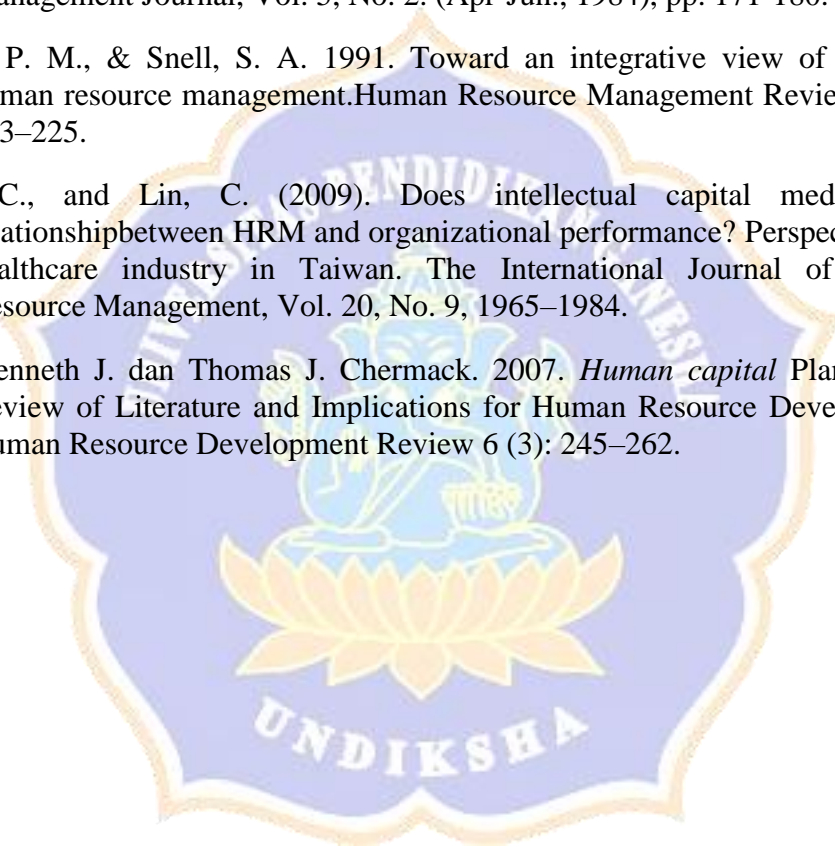 anagement Journal, Vol. 5, No. 2. (Apr-Jun., 1984), pp. 171-180.
P. M., & Snell, S. A. 1991. Toward an integrative view of
man resource management.Human Resource Management Revie
3–225.
C., and Lin, C. (2009). Does intellectual capital med
ationshipbetween HRM and organizational performance? Perspec
althcare industry in Taiwan. The International Journal of
esource Management, Vol. 20, No. 9, 1965–1984.
enneth J. dan Thomas J. Chermack. 2007. Human capital Plan
eview of Literature and Implications for Human Resource Deve
uman Resource Development Review 6 (3): 245–262.
UNIVERSITAS PENDIDIKAN GANESHA
UNDIKSHA